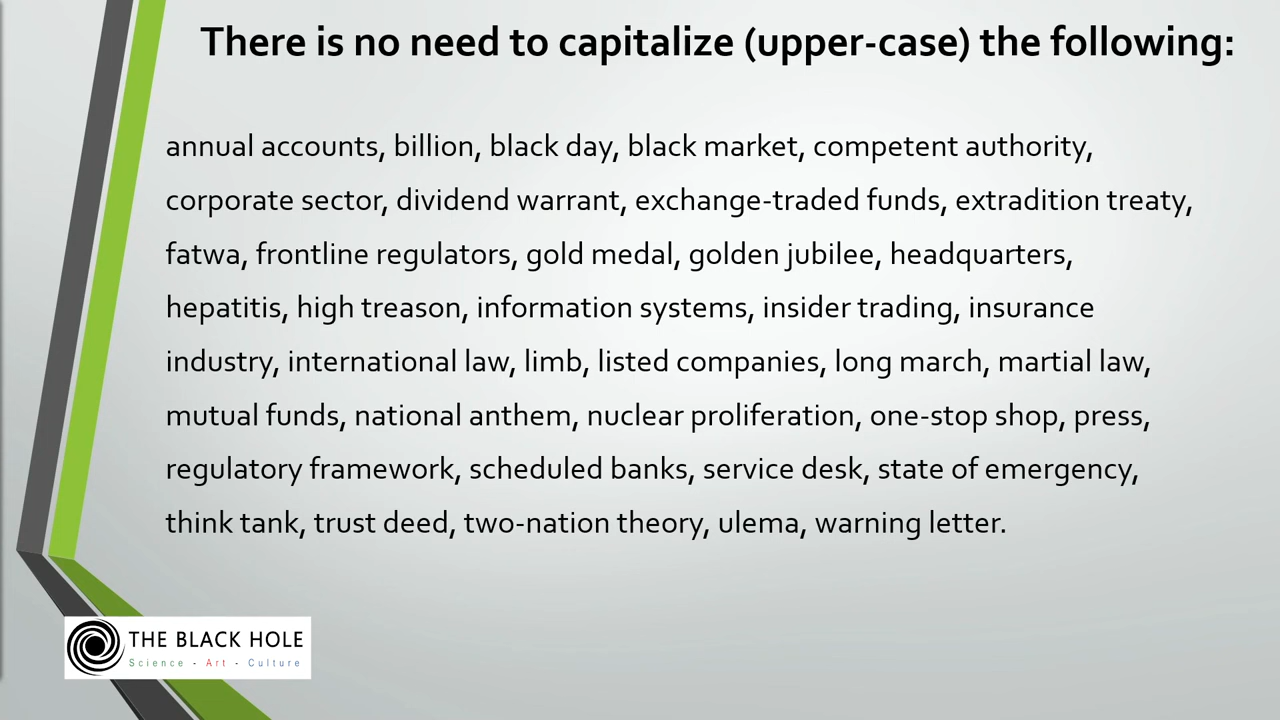 There is no need to capitalize (upper-case) the following:
annual accounts, billion, black day, black market, competent authority,
corporate sector, dividend warrant, exchange-traded funds, extradition treaty,
fatwa, frontline regulators, gold medal, golden jubilee, headquarters,
hepatitis, high treason, information systems, insider trading, insurance
industry, international law, limb, listed companies, long march, martial law,
mutual funds, national anthem, nuclear proliferation, one-stop shop, press,
regulatory framework, scheduled banks, service desk, state of emergency,
think tank, trust deed, two-nation theory, ulema, warning letter.
THE BLACK HOLE
Science - Art - Culture